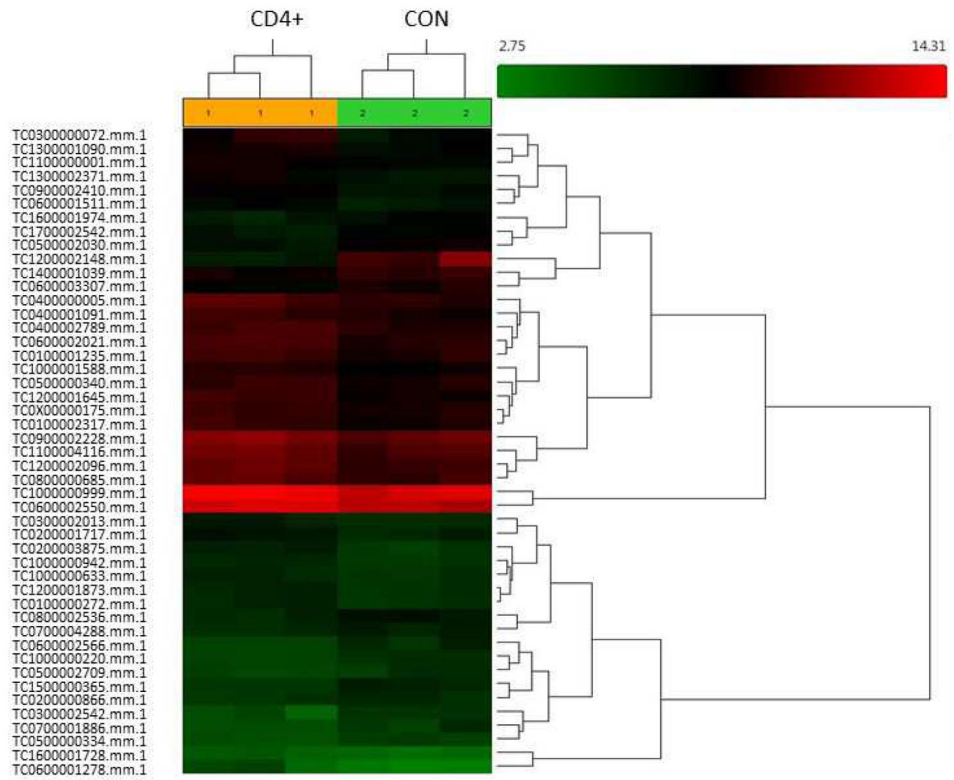 CD4+ CON
2.75 14.31
1 1 1 2 2 2
TC0300000072.mm.1
TC1300001090.mm.1
TC1100000001.mm.1
TC1300002371.mm.1
TC0900002410.mm.1
TC0600001511.mm.1
TC1600001974.mm.1
TC1700002542.mm.1
TC0500002030.mm.1
TC1200002148.mm.1
TC1400001039.mm.1
TC0600003307.mm.1
TC0400000005.mm.1
TC0400001091.mm.1
TC0400002789.mm.1
TC0600002021.mm.1
TC0100001235.mm.1
TC1000001588.mm.1
TC0500000340.mm.1
TC1200001645.mm.1
TC0X00000175.mm.1
TC0100002317.mm.1
TC0900002228.mm.1
TC1100004116.mm.1
TC1200002096.mm.1
TC0800000685.mm.1
TC1000000999.mm.1
TC0600002550.mm.1
TC0300002013.mm.1
TC0200001717.mm.1
TC0200003875.mm.1
TC1000000942.mm.1
TC1000000633.mm.1
TC1200001873.mm.1
TC0100000272.mm.1
TC0800002536.mm.1
TC0700004288.mm.1
TC0600002566.mm.1
TC1000000220.mm.1
TC0500002709.mm.1
TC1500000365.mm.1
TC0200000866.mm.1
TC0300002542.mm.1
TC0700001886.mm.1
TC0500000334.mm.1
TC1600001728.mm.1
TC0600001278.mm.1